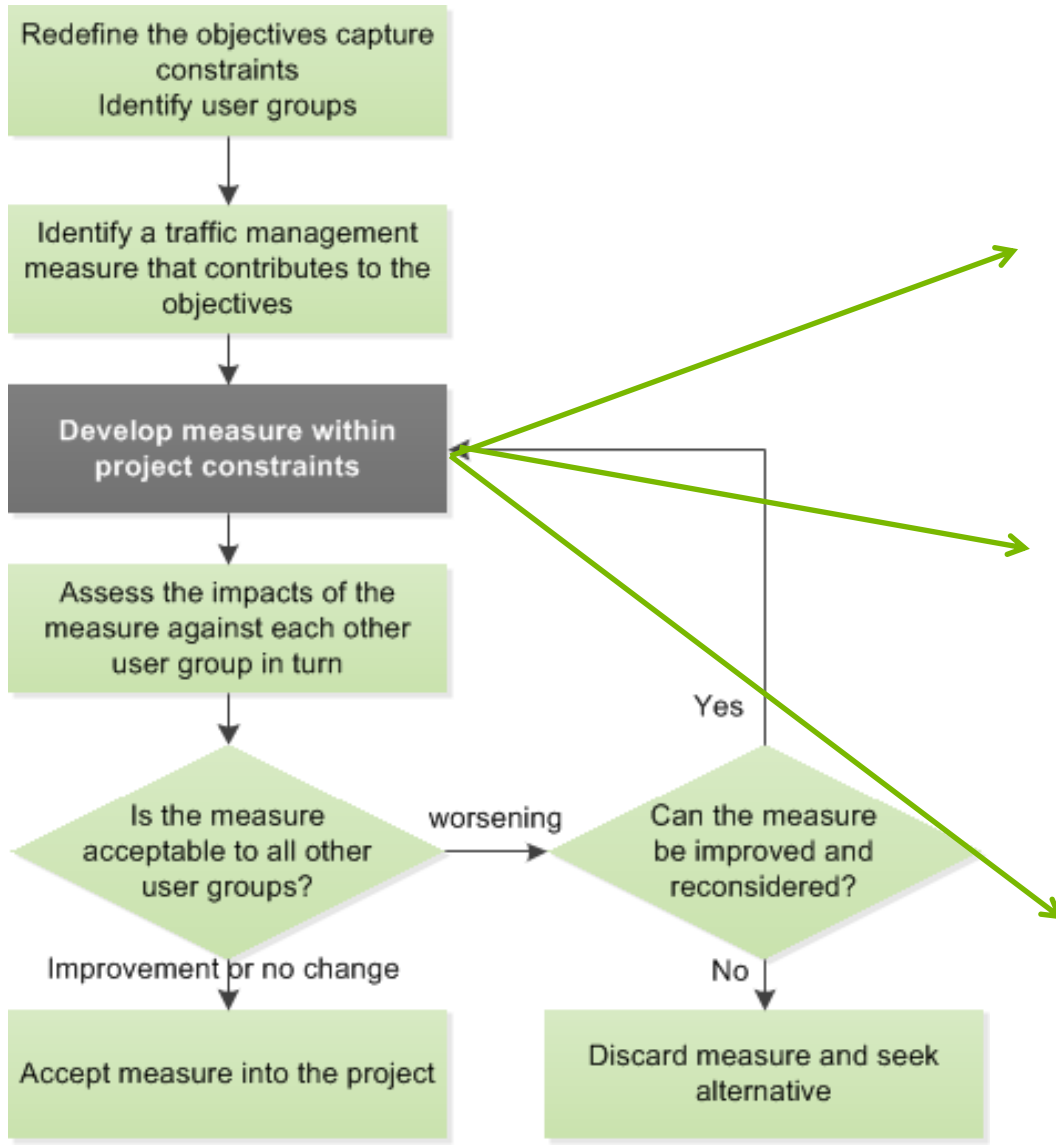 Redefine the objectives capture
constraints
Identify user groups
Identify a traffic management
measure that contributes to the
objectives
Develop measure within
project constraints
Assess the impacts of the
measure against each other
user group in turn
Yes
Is the measure
acceptable to all other
user groups?
worsening
Can the measure
be improved and
reconsidered?
Improvement or no change
No
Accept measure into the project
Discard measure and seek
alternative